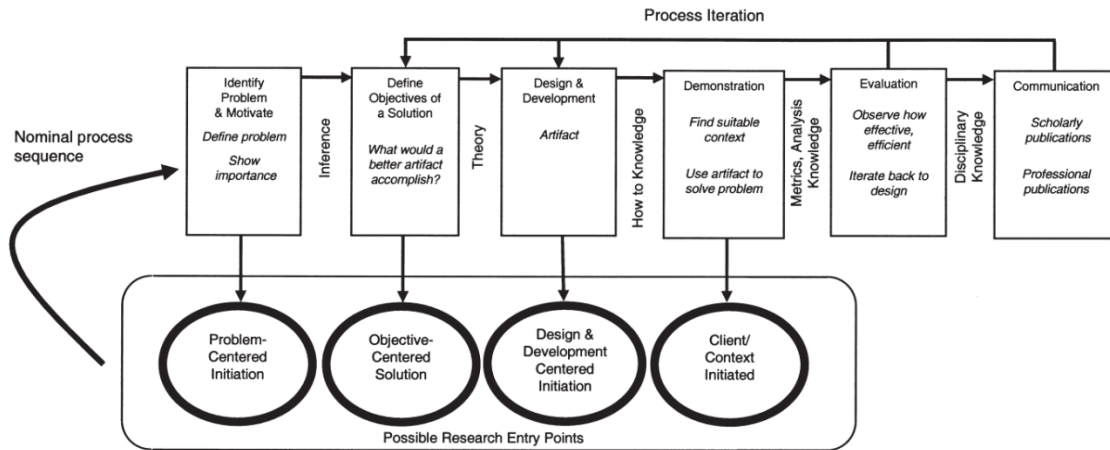 Process Iteration
Nominal process
sequence
Identify
Problem
& Motivate
Define problem
Show
importance
Inference
Define
Objectives of
a Solution
What would a
better artifact
accomplish?
Theory
Design &
Development
Artifact
How to Knowledge
Demonstration
Find suitable
context
Use artifact to
solve problem
Metrics, Analysis
Knowledge
Evaluation
Observe how
effective,
efficient
Iterate back to
design
Disciplinary
Knowledge
Communication
Scholarly
publications
Professional
publications
Problem-
Centered
Initiation
Objective-
Centered
Solution
Design &
Development
Centered
Initiation
Client/
Context
Initiated
Possible Research Entry Points